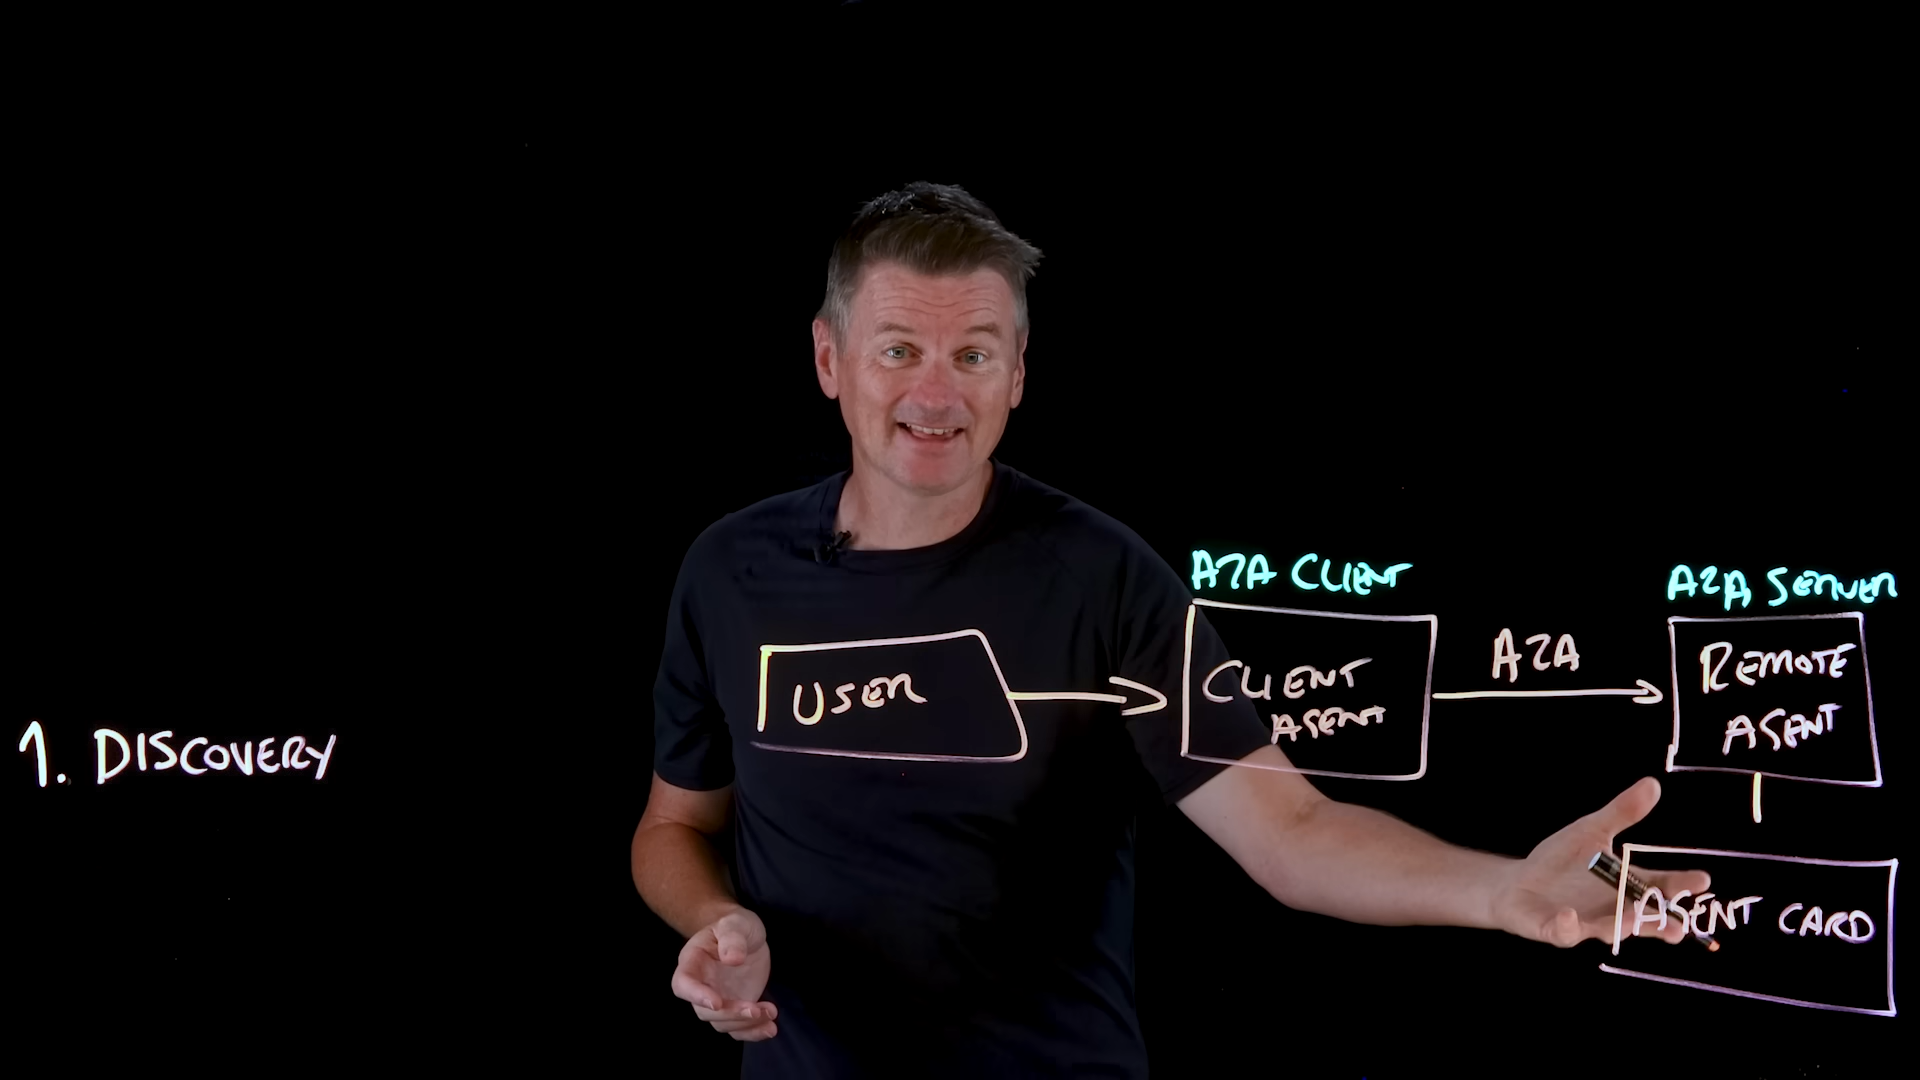 A2A CLIENT
A2A SERVER
USER
CLIENT
AGENT
A2A
REMOTE
AGENT
1. DISCOVERY
AGENT CARD